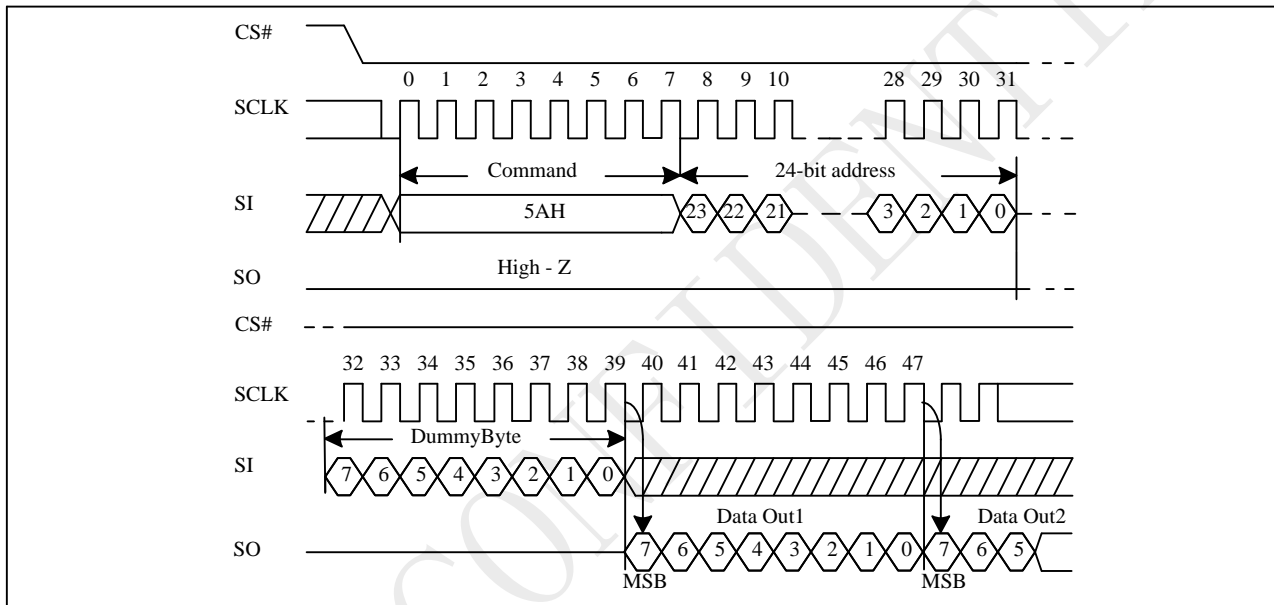 CS#
0 1 2 3 4 5 6 7 8 9 10 28 29 30 31
SCLK
Command 24-bit address
SI 5AH 23 22 21 3 2 1 0
High - Z
SO
CS#
32 33 34 35 36 37 38 39 40 41 42 43 44 45 46 47
SCLK
DummyByte
SI 7 6 5 4 3 2 1 0
Data Out1 Data Out2
SO 7 6 5 4 3 2 1 0 7 6 5
MSB MSB
CONFIDENTI